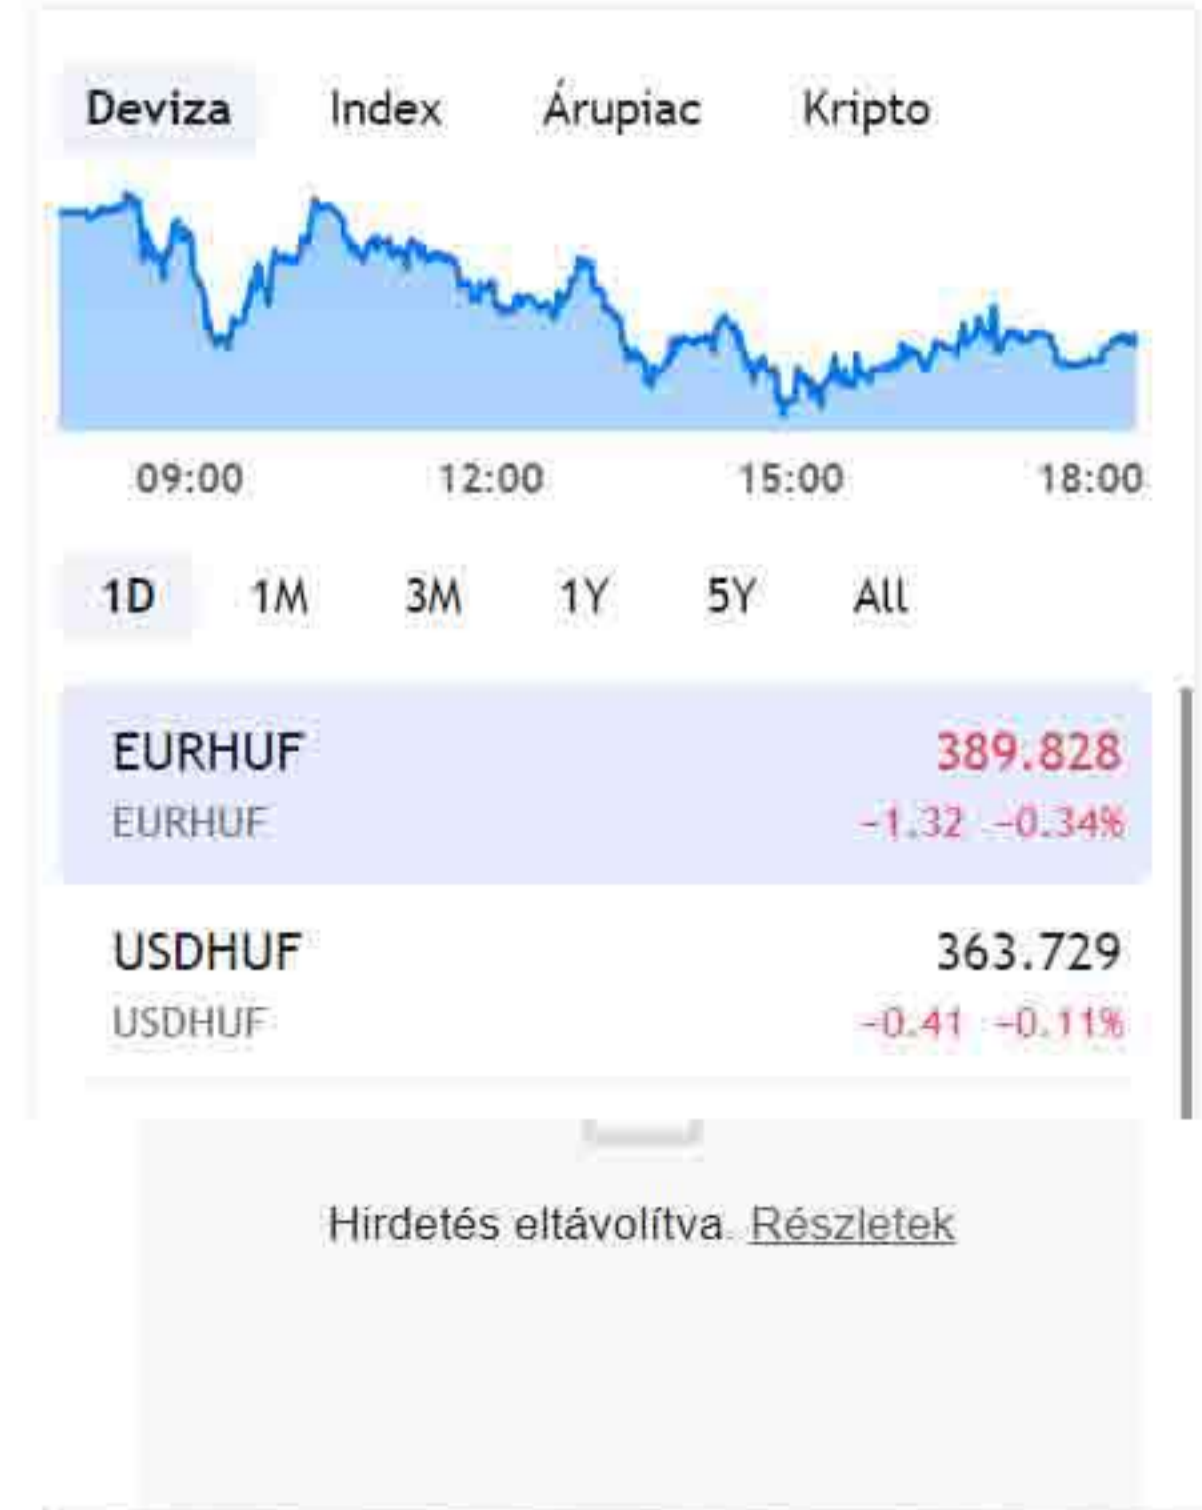 Deviza Index Árupiac Kripto
09:00 12:00 15:00 18:00
1D 1M 3M 1Y 5Y All
EURHUF 389.828
EURHUF −1.32 −0.34%
USDHUF 363.729
USDHUF −0.41 −0.11%
Hirdetés eltávolítva. Részletek